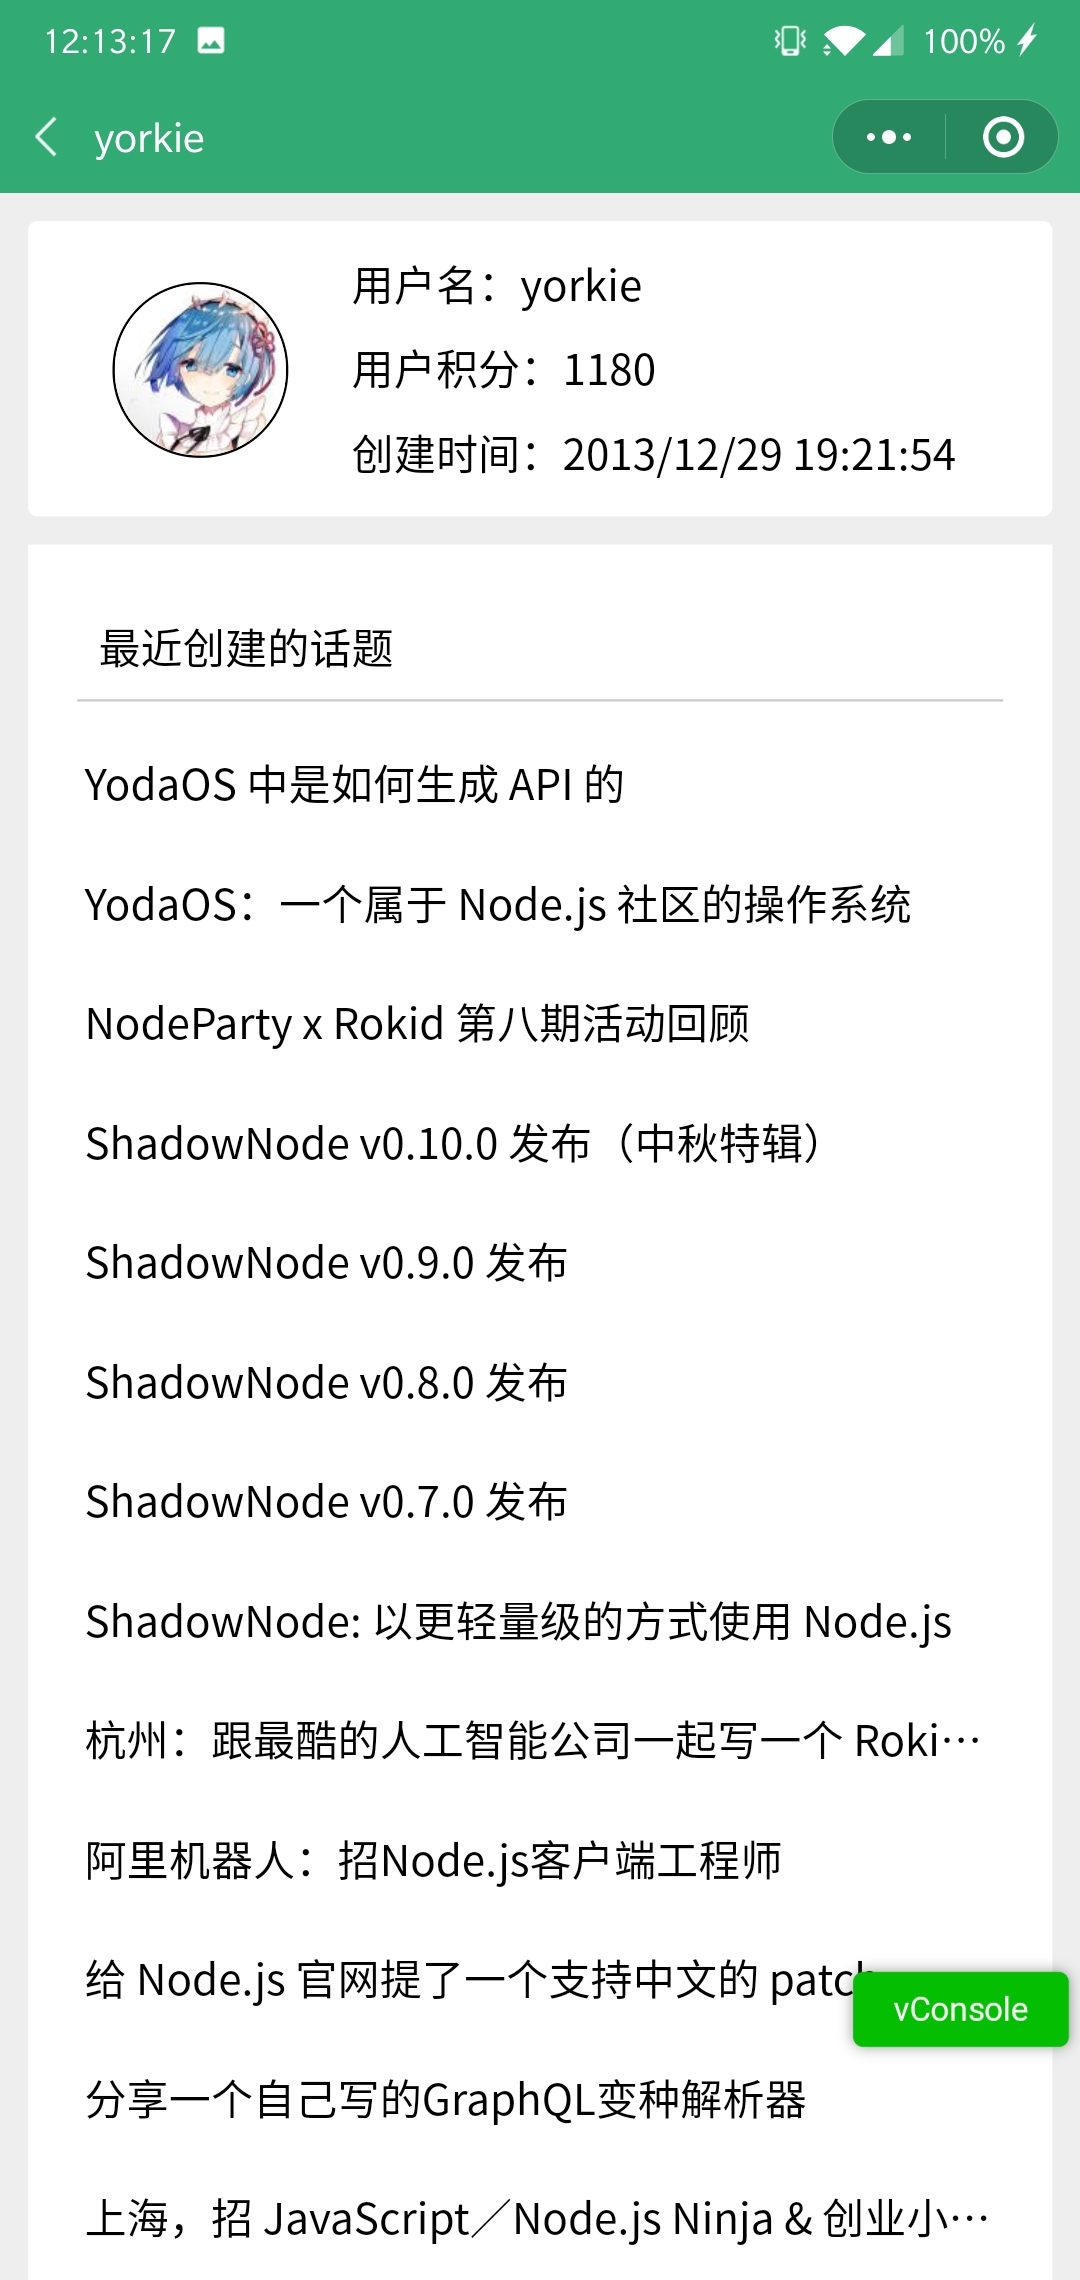 12:13:17
100%
yorkie
用户名：yorkie
用户积分：1180
创建时间：2013/12/29 19:21:54
最近创建的话题
YodaOS 中是如何生成 API 的
YodaOS：一个属于 Node.js 社区的操作系统
NodeParty x Rokid 第八期活动回顾
ShadowNode v0.10.0 发布（中秋特辑）
ShadowNode v0.9.0 发布
ShadowNode v0.8.0 发布
ShadowNode v0.7.0 发布
ShadowNode: 以更轻量级的方式使用 Node.js
杭州：跟最酷的人工智能公司一起写一个 Roki…
阿里机器人：招Node.js客户端工程师
给 Node.js 官网提了一个支持中文的 patch
vConsole
分享一个自己写的GraphQL变种解析器
上海，招 JavaScript／Node.js Ninja & 创业小…